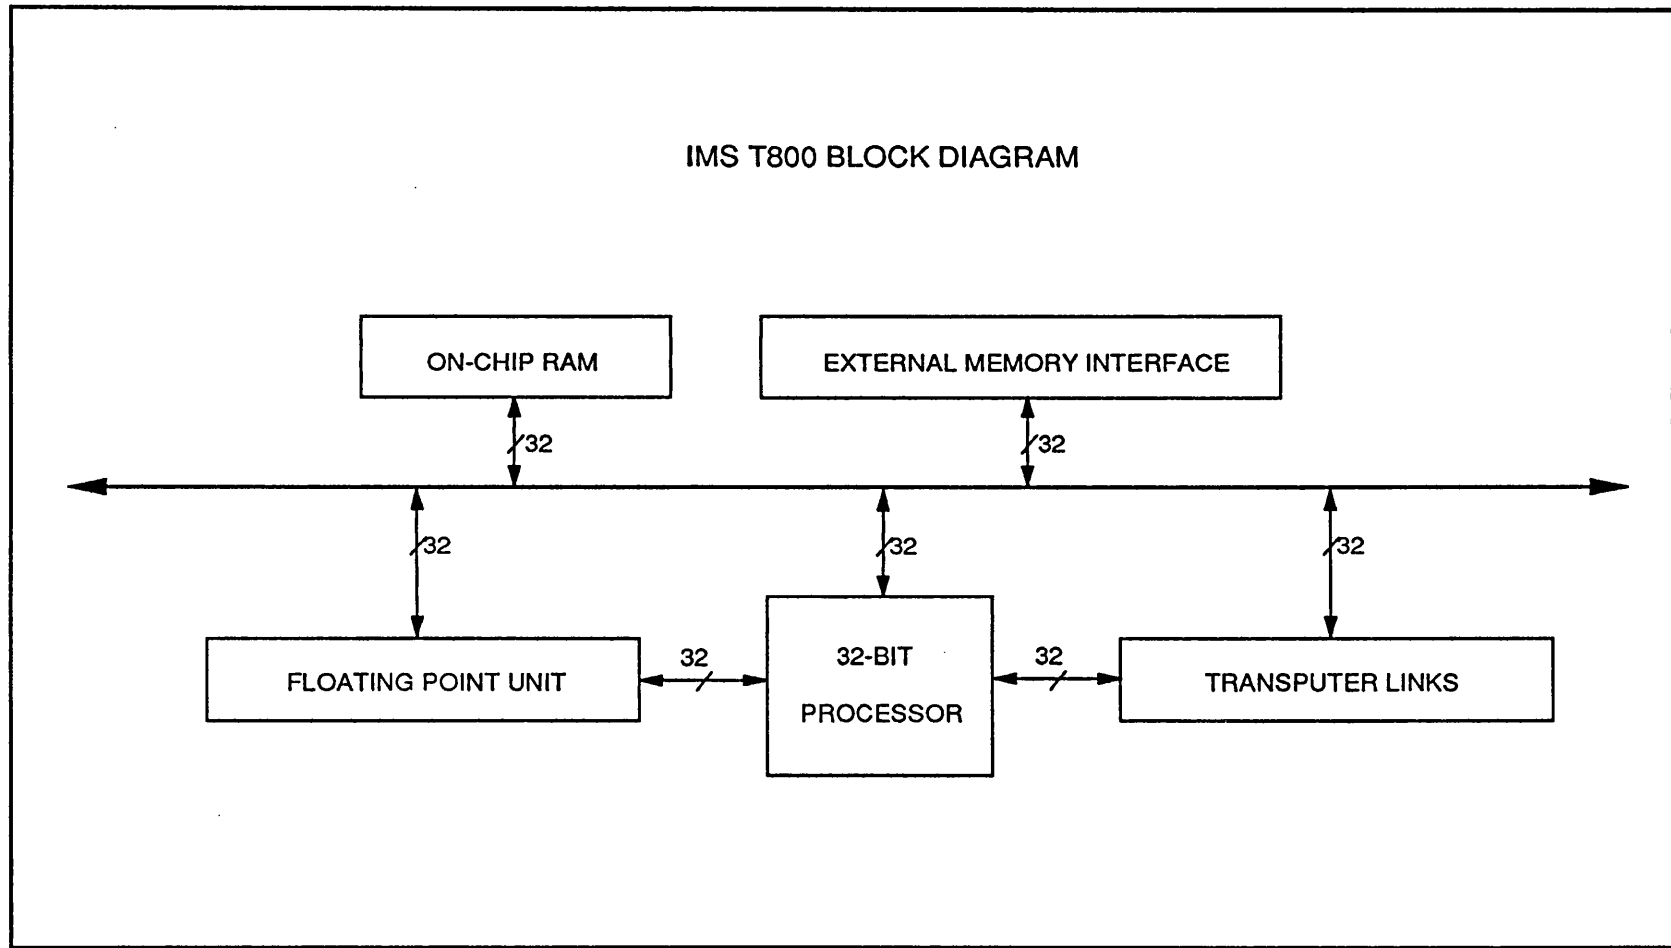 IMS T800 BLOCK DIAGRAM
ON-CHIP RAM
EXTERNAL MEMORY INTERFACE
32
32
32
32
32
FLOATING POINT UNIT
32
32-BIT
PROCESSOR
32
TRANSPUTER LINKS